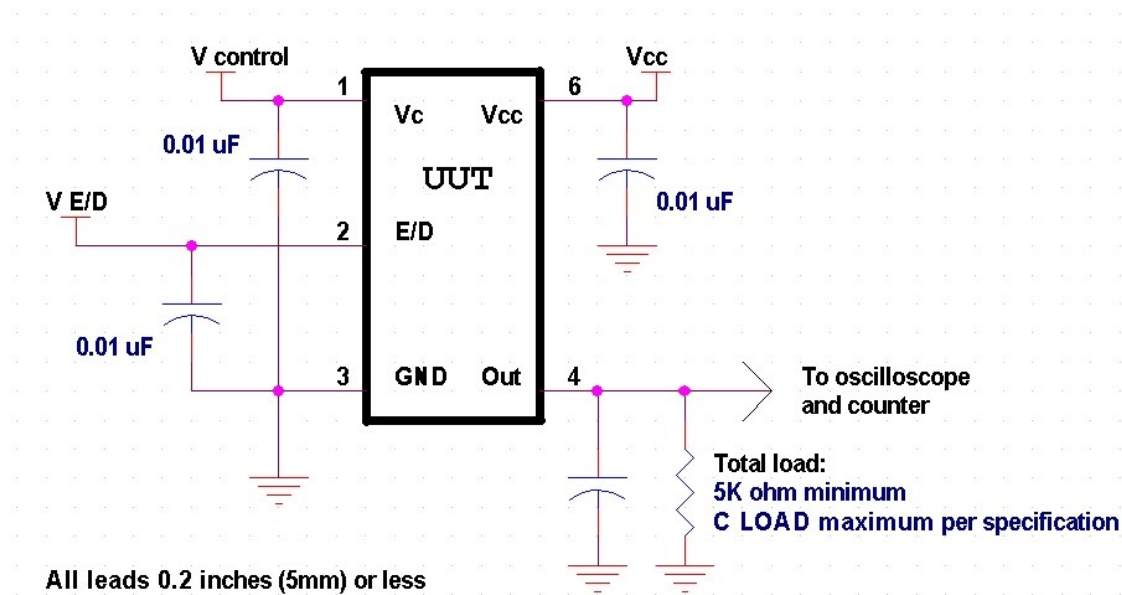 V control
Vcc
1
6
Vc
Vcc
0.01 uF
UUT
V E/D
0.01 uF
2
E/D
0.01 uF
3
GND
Out
4
To oscilloscope
and counter
Total load:
5K ohm minimum
C LOAD maximum per specification
All leads 0.2 inches (5mm) or less